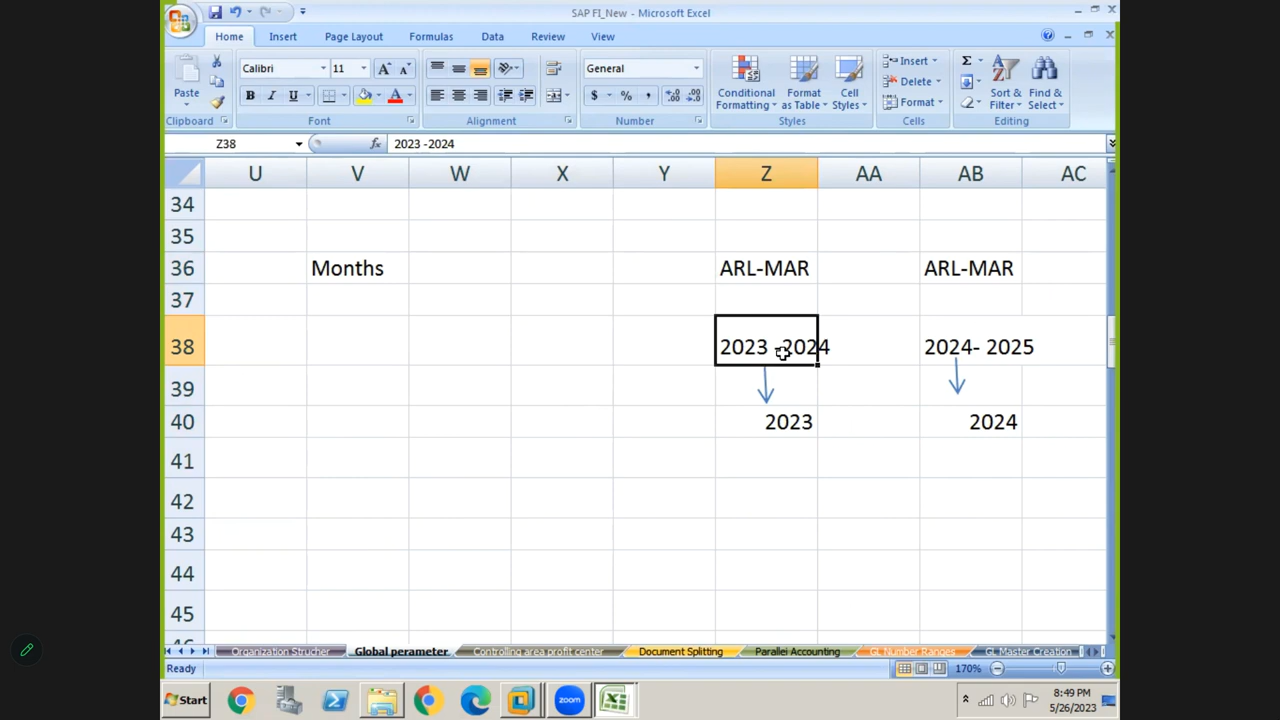 SAP FI_New - Microsoft Excel
Home Insert Page Layout Formulas Data Review View
Calibri 11 General
Paste
B I U
$ % ,
Conditional Formatting
Format as Table
Cell Styles
Insert
Delete
Format
Σ
Sort & Filter
Find & Select
Clipboard Font Alignment Number Styles Cells Editing
Z38 fx 2023 -2024
U V W X Y Z AA AB AC
34
35
36 Months ARL-MAR ARL-MAR
37
38 2023 -2024 2024- 2025
39
40 2023 2024
41
42
43
44
45
Organization Strucher Global perameter Controlling area profit center Document Splitting Parallel Accounting GL Number Ranges GL Master Creation
Ready 170%
Start zoom 8:49 PM
5/26/2023